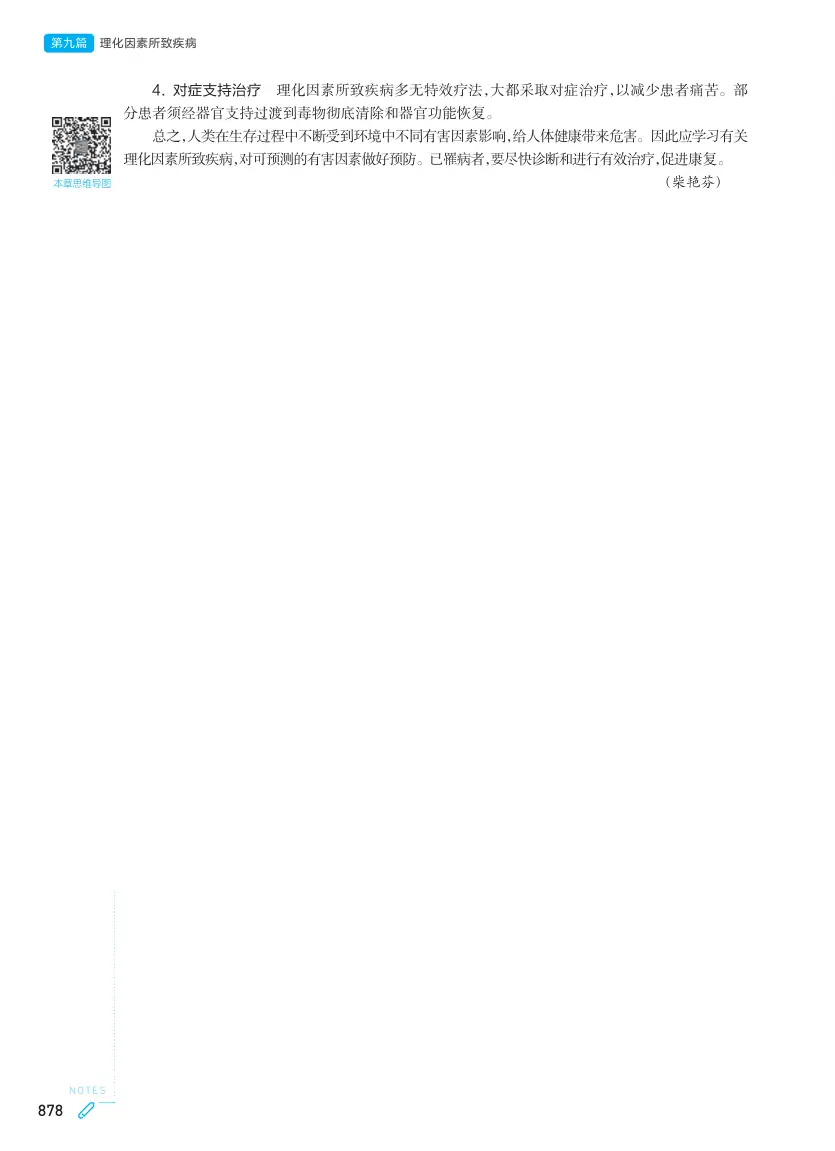 第九篇 理化因素所致疾病
4. 对症支持治疗 理化因素所致疾病多无特效疗法,大都采取对症治疗,以减少患者痛苦。部
分患者须经器官支持过渡到毒物彻底清除和器官功能恢复。
总之,人类在生存过程中不断受到环境中不同有害因素影响,给人体健康带来危害。因此应学习有关
理化因素所致疾病,对可预测的有害因素做好预防。已罹病者,要尽快诊断和进行有效治疗,促进康复。
(柴艳芬)
本章思维导图
NOTES
878